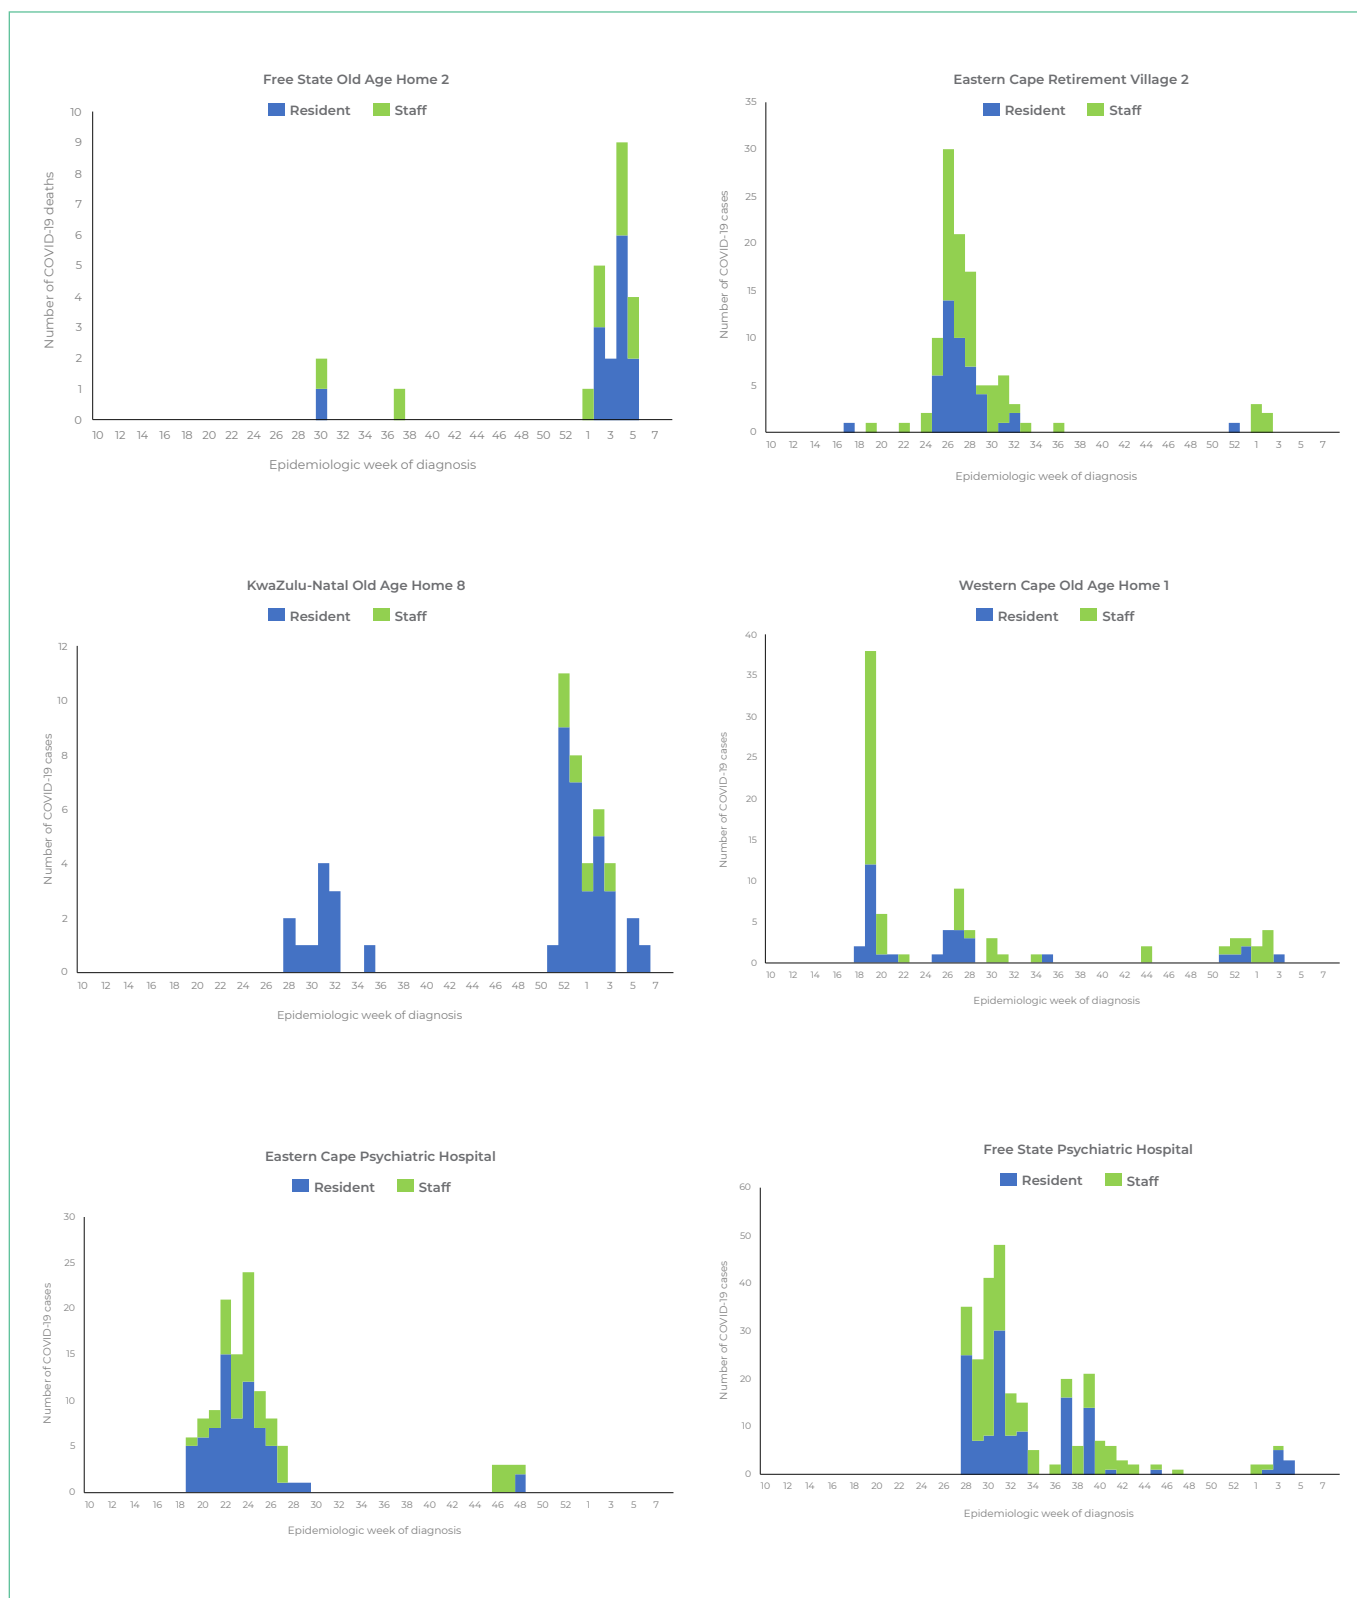 Free State Old Age Home 2
Resident Staff
Number of COVID-19 deaths
10
9
8
7
6
5
4
3
2
1
0
10 12 14 16 18 20 22 24 26 28 30 32 34 36 38 40 42 44 46 48 50 52 1 3 5 7
Epidemiologic week of diagnosis
Eastern Cape Retirement Village 2
Resident Staff
Number of COVID-19 cases
35
30
25
20
15
10
5
0
10 12 14 16 18 20 22 24 26 28 30 32 34 36 38 40 42 44 46 48 50 52 1 3 5 7
Epidemiologic week of diagnosis
KwaZulu-Natal Old Age Home 8
Resident Staff
Number of COVID-19 cases
12
10
8
6
4
2
0
10 12 14 16 18 20 22 24 26 28 30 32 34 36 38 40 42 44 46 48 50 52 1 3 5 7
Epidemiologic week of diagnosis
Western Cape Old Age Home 1
Resident Staff
Number of COVID-19 cases
40
35
30
25
20
15
10
5
0
10 12 14 16 18 20 22 24 26 28 30 32 34 36 38 40 42 44 46 48 50 52 1 3 5 7
Epidemiologic week of diagnosis
Eastern Cape Psychiatric Hospital
Resident Staff
Number of COVID-19 cases
30
25
20
15
10
5
0
10 12 14 16 18 20 22 24 26 28 30 32 34 36 38 40 42 44 46 48 50 52 1 3 5 7
Epidemiologic week of diagnosis
Free State Psychiatric Hospital
Resident Staff
Number of COVID-19 cases
60
50
40
30
20
10
0
10 12 14 16 18 20 22 24 26 28 30 32 34 36 38 40 42 44 46 48 50 52 1 3 5 7
Epidemiologic week of diagnosis